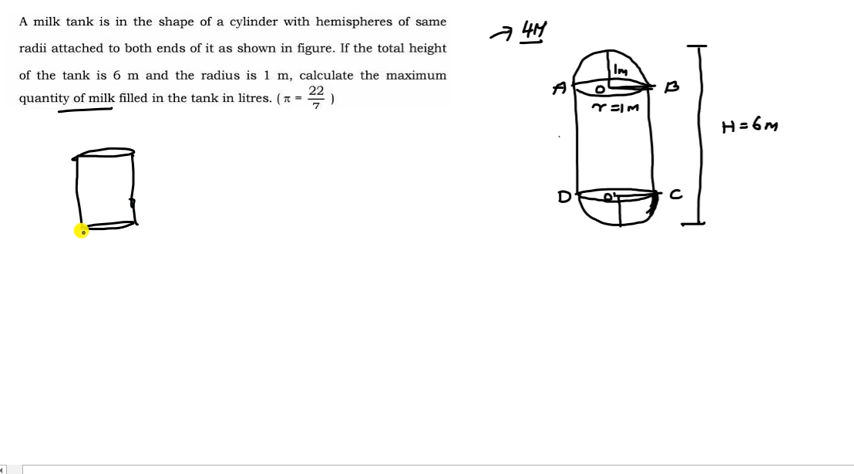 A milk tank is in the shape of a cylinder with hemispheres of same
radii attached to both ends of it as shown in figure. If the total height
of the tank is 6 m and the radius is 1 m, calculate the maximum
quantity of milk filled in the tank in litres. ( π = 22/7 )
→ 4M
1m
A O B
r = 1M
H = 6M
D O' C